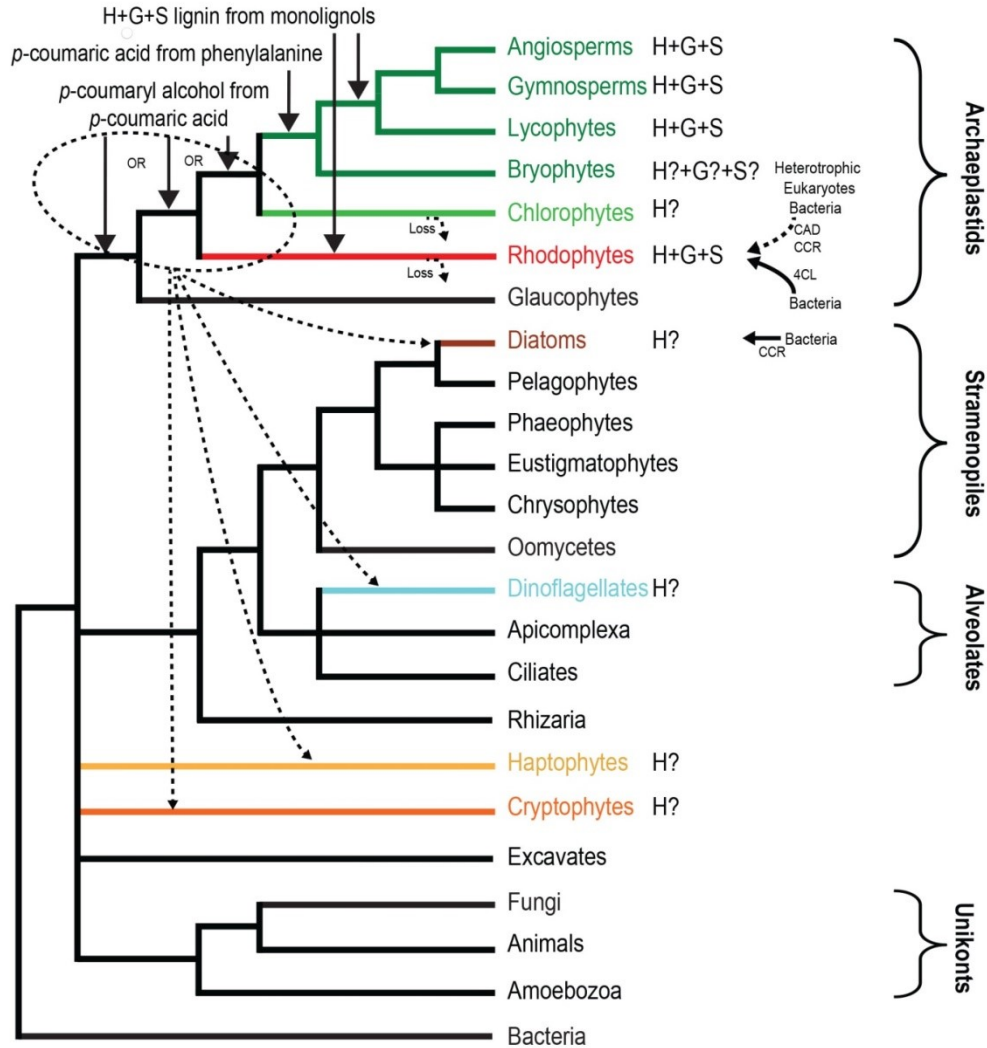 H+G+S lignin from monolignols
p-coumaric acid from phenylalanine
p-coumaryl alcohol from
p-coumaric acid
OR
OR
Angiosperms H+G+S
Gymnosperms H+G+S
Lycophytes H+G+S
Bryophytes H?+G?+S?
Chlorophytes H?
Loss
Rhodophytes H+G+S
Loss
Glaucophytes
Heterotrophic
Eukaryotes
Bacteria
CAD
CCR
4CL
Bacteria
Archaeplastids
Diatoms H?
Bacteria
CCR
Pelagophytes
Phaeophytes
Eustigmatophytes
Chrysophytes
Oomycetes
Stramenopiles
Dinoflagellates H?
Apicomplexa
Ciliates
Alveolates
Rhizaria
Haptophytes H?
Cryptophytes H?
Excavates
Fungi
Animals
Amoebozoa
Unikonts
Bacteria